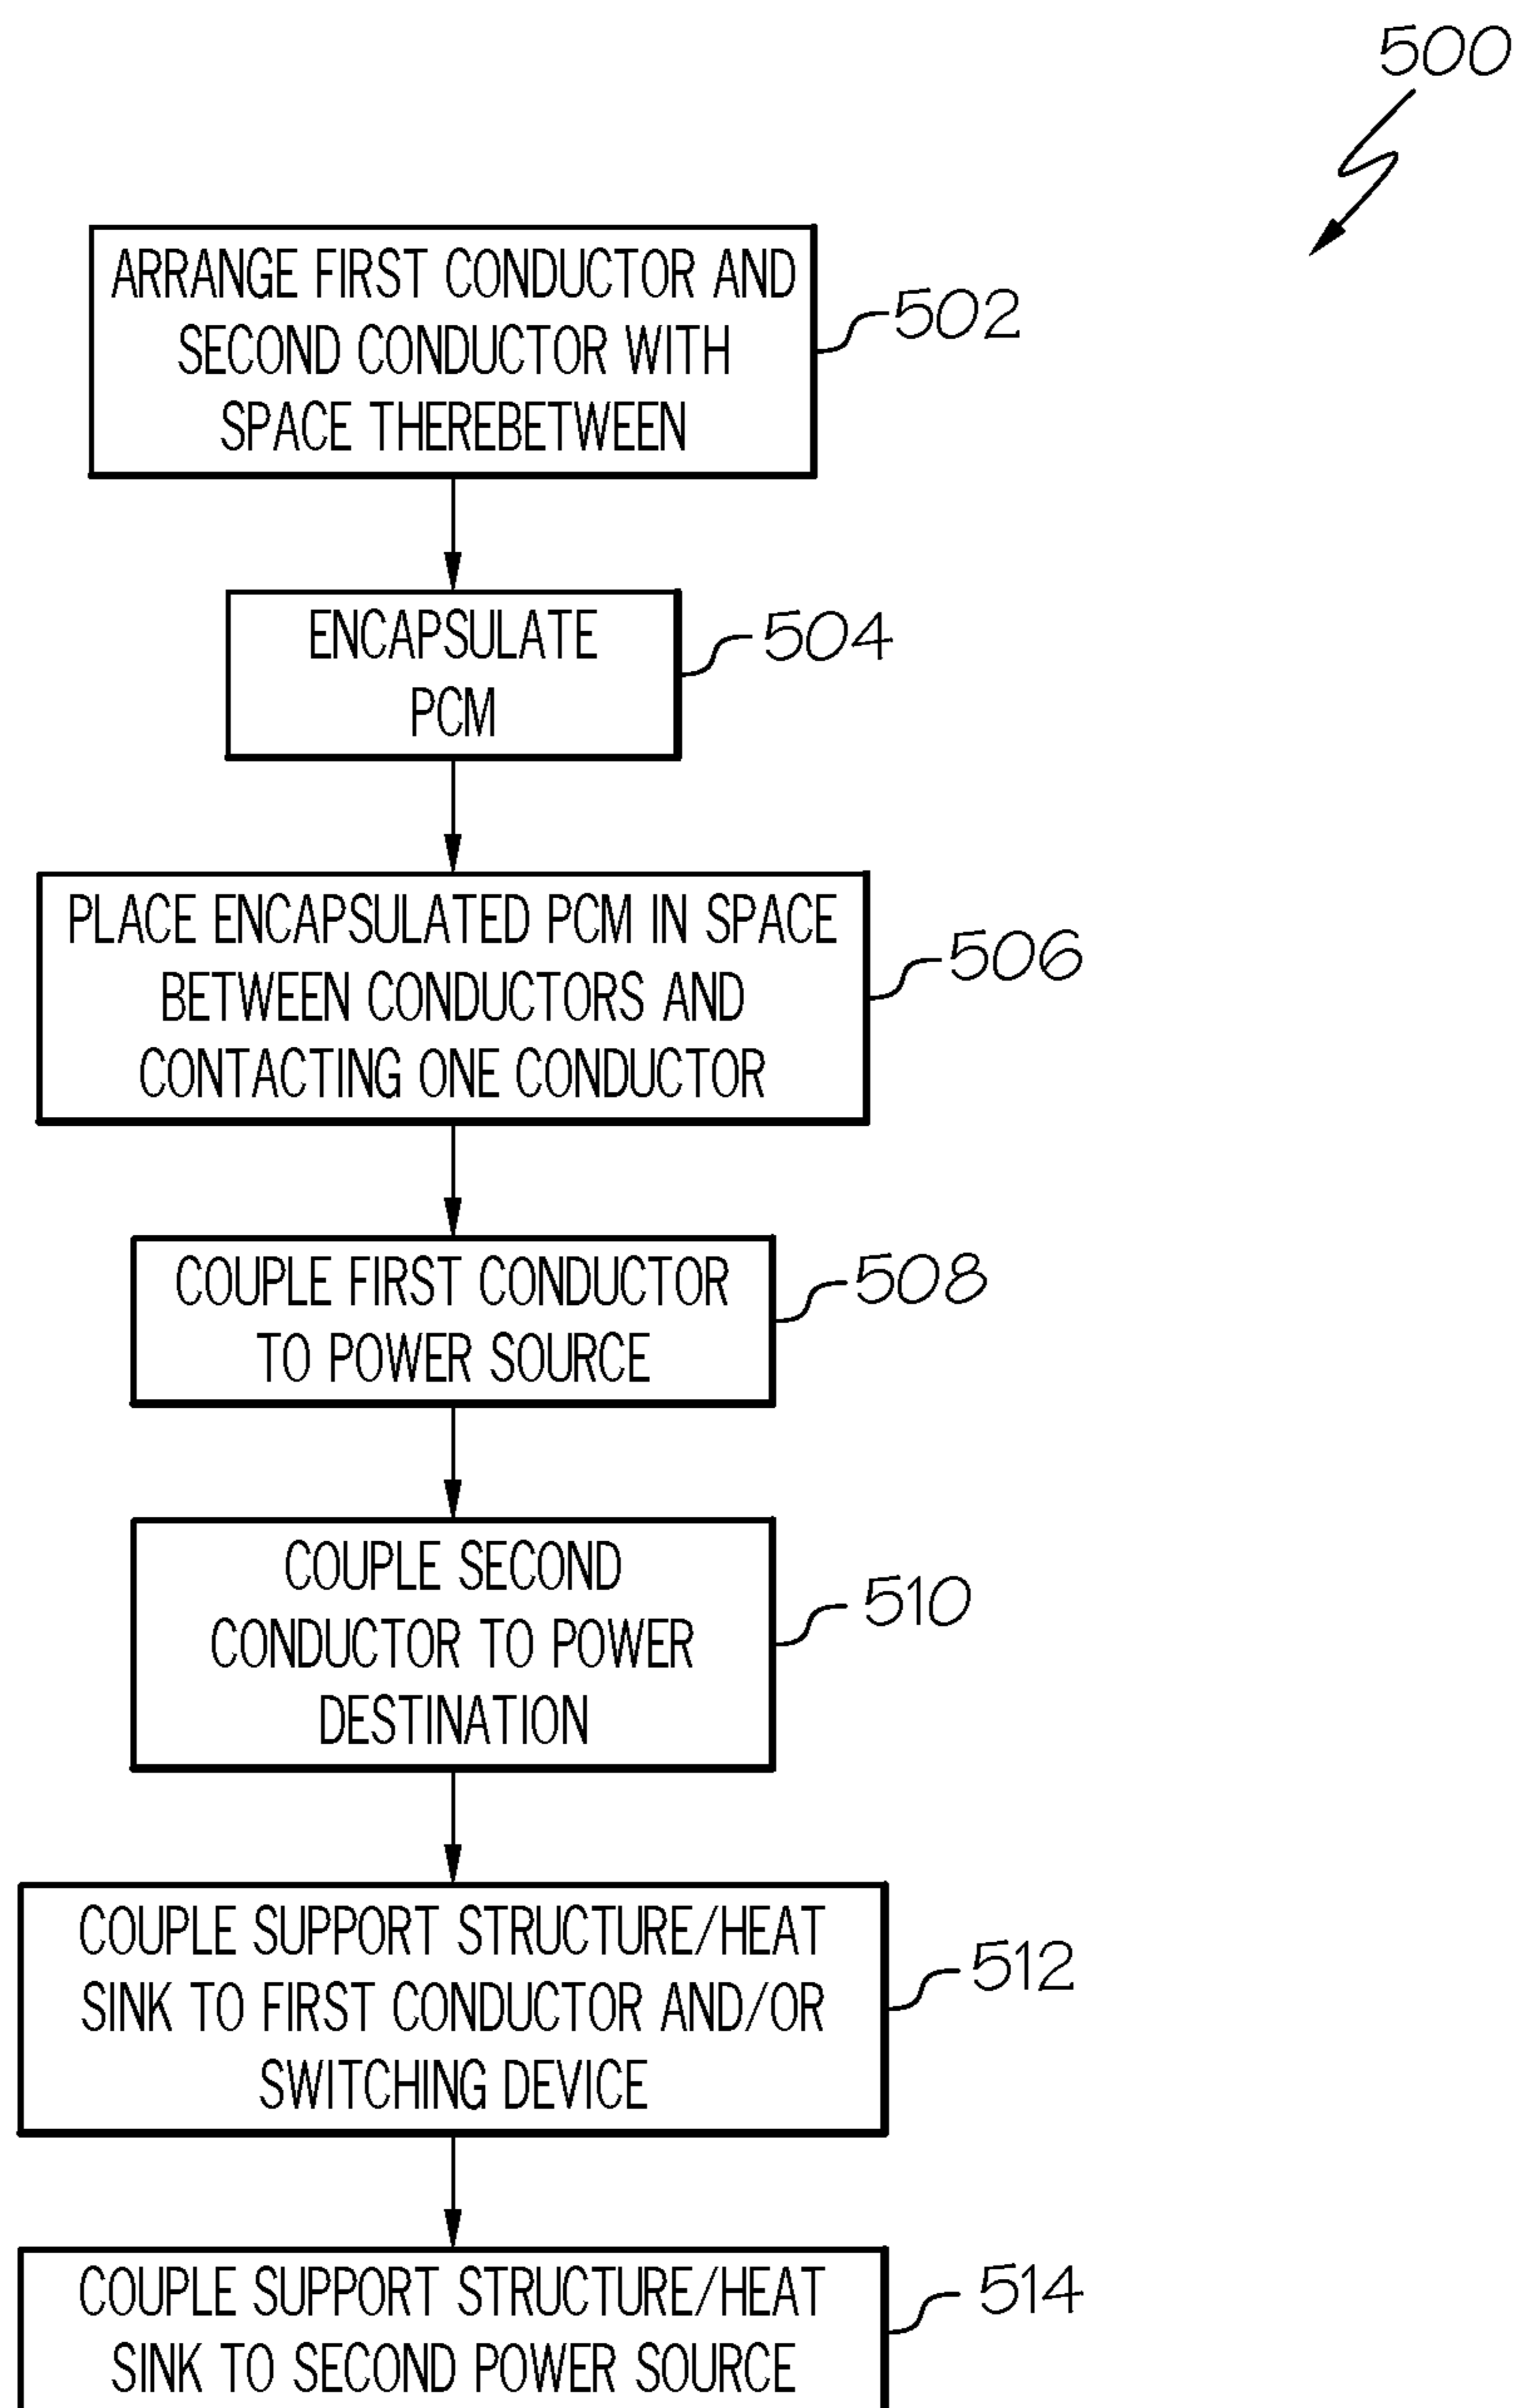 500
ARRANGE FIRST CONDUCTOR AND
SECOND CONDUCTOR WITH
SPACE THEREBETWEEN
502
ENCAPSULATE
PCM
504
PLACE ENCAPSULATED PCM IN SPACE
BETWEEN CONDUCTORS AND
CONTACTING ONE CONDUCTOR
506
COUPLE FIRST CONDUCTOR
TO POWER SOURCE
508
COUPLE SECOND
CONDUCTOR TO POWER
DESTINATION
510
COUPLE SUPPORT STRUCTURE/HEAT
SINK TO FIRST CONDUCTOR AND/OR
SWITCHING DEVICE
512
COUPLE SUPPORT STRUCTURE/HEAT
SINK TO SECOND POWER SOURCE
514